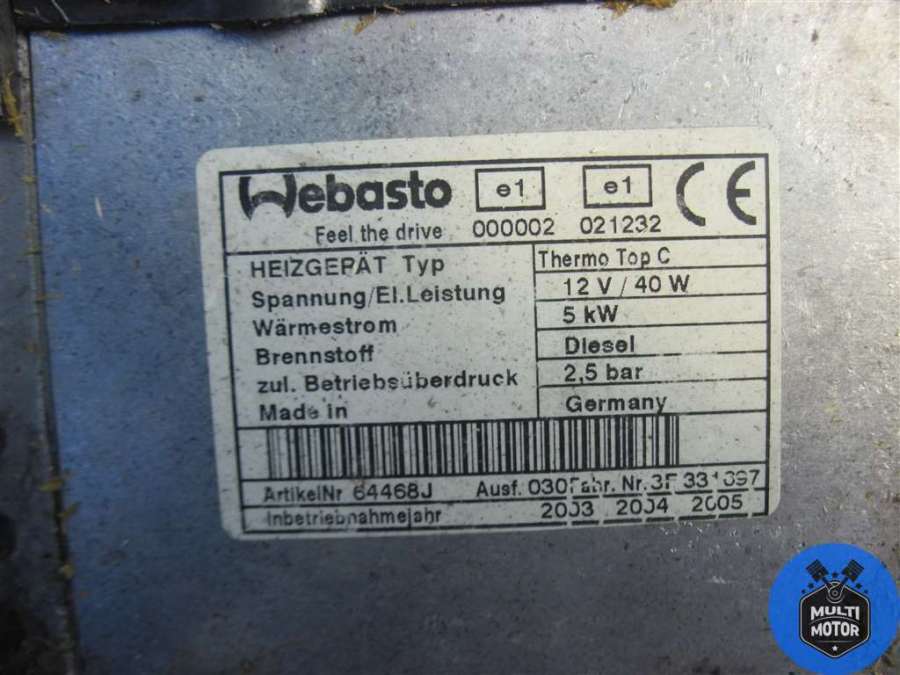 Webasto e1 e1 CE
Feel the drive 000002 021232
HEIZGERÄT Typ Thermo Top C
Spannung/El.Leistung 12 V / 40 W
Wärmestrom 5 kW
Brennstoff Diesel
zul. Betriebsüberdruck 2,5 bar
Made in Germany
ArtikelNr 64468J Ausf. 030 Fabr. Nr. 3F
Inbetriebnahmejahr 2003 2004 2005
MULTI
MOTOR